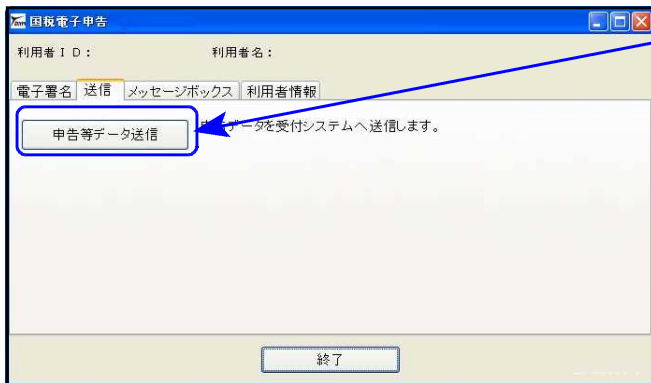 国税電子申告
利用者ID： 利用者名：
電子署名 送信 メッセージボックス 利用者情報
申告等データ送信 データを受付システムへ送信します。
終了